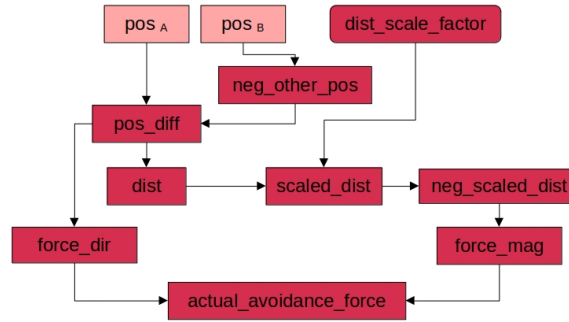 pos A
pos B
dist_scale_factor
neg_other_pos
pos_diff
dist
scaled_dist
neg_scaled_dist
force_dir
force_mag
actual_avoidance_force